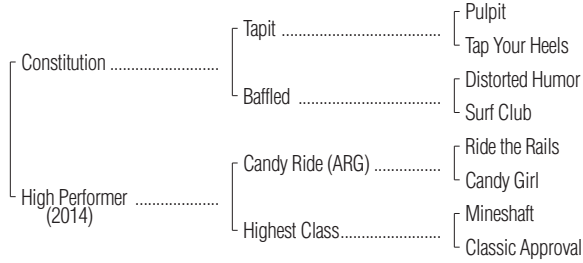 Pulpit
Tapit
Tap Your Heels
Constitution
Distorted Humor
Baffled
Surf Club
Ride the Rails
Candy Ride (ARG)
Candy Girl
High Performer
(2014)
Mineshaft
Highest Class
Classic Approval